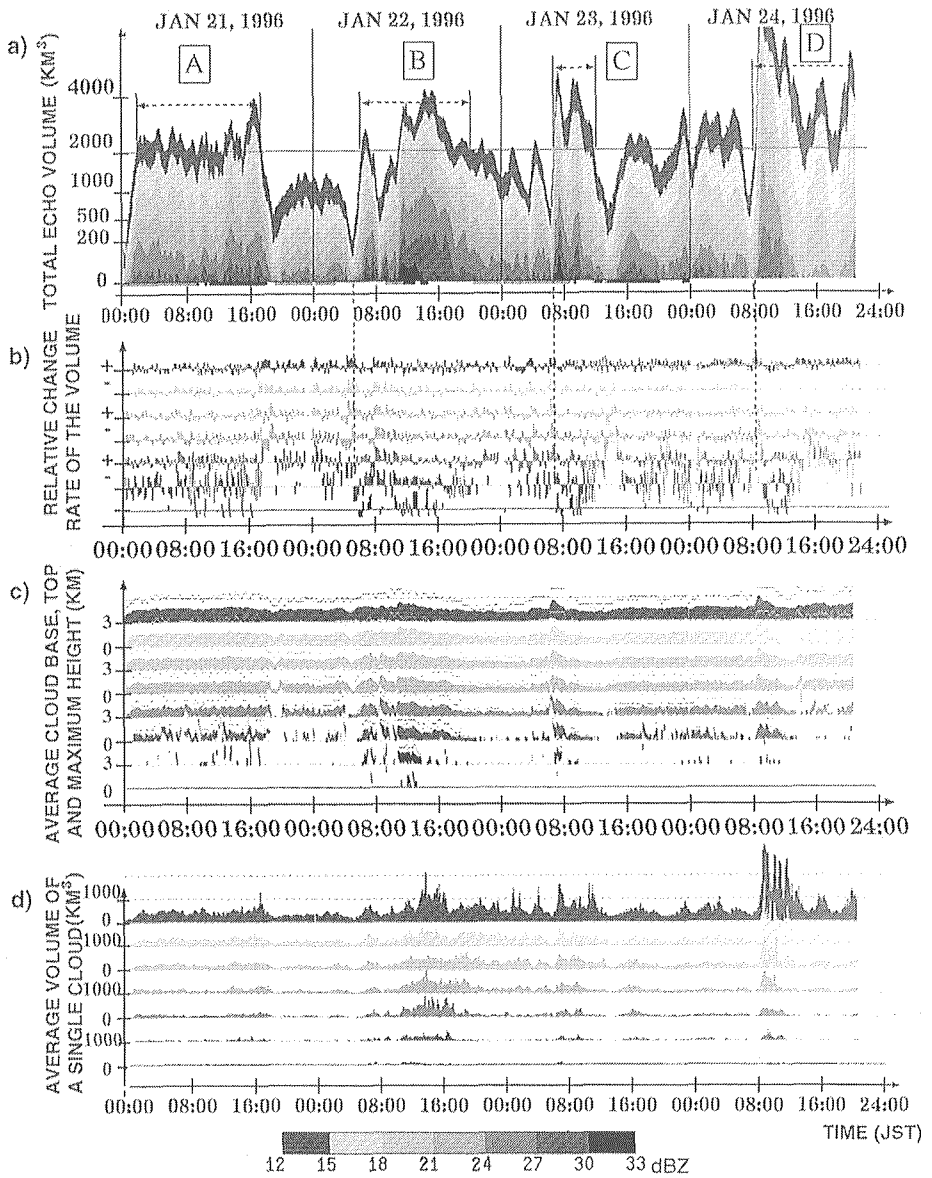 JAN 21, 1996 JAN 22, 1996 JAN 23, 1996 JAN 24, 1996
a)
TOTAL ECHO VOLUME (KM³)
A B C D
4000
2000
1000
500
200
0
00:00 08:00 16:00 00:00 08:00 16:00 00:00 08:00 16:00 00:00 08:00 16:00 24:00
b)
RELATIVE CHANGE
RATE OF THE VOLUME
+
-
+
-
+
-
00:00 08:00 16:00 00:00 08:00 16:00 00:00 08:00 16:00 00:00 08:00 16:00 24:00
c)
AVERAGE CLOUD BASE, TOP
AND MAXIMUM HEIGHT (KM)
3
0
3
0
3
0
3
0
00:00 08:00 16:00 00:00 08:00 16:00 00:00 08:00 16:00 00:00 08:00 16:00 24:00
d)
AVERAGE VOLUME OF
A SINGLE CLOUD(KM³)
1000
0
1000
0
1000
0
1000
0
00:00 08:00 16:00 00:00 08:00 16:00 00:00 08:00 16:00 00:00 08:00 16:00 24:00
TIME (JST)
12 15 18 21 24 27 30 33 dBZ